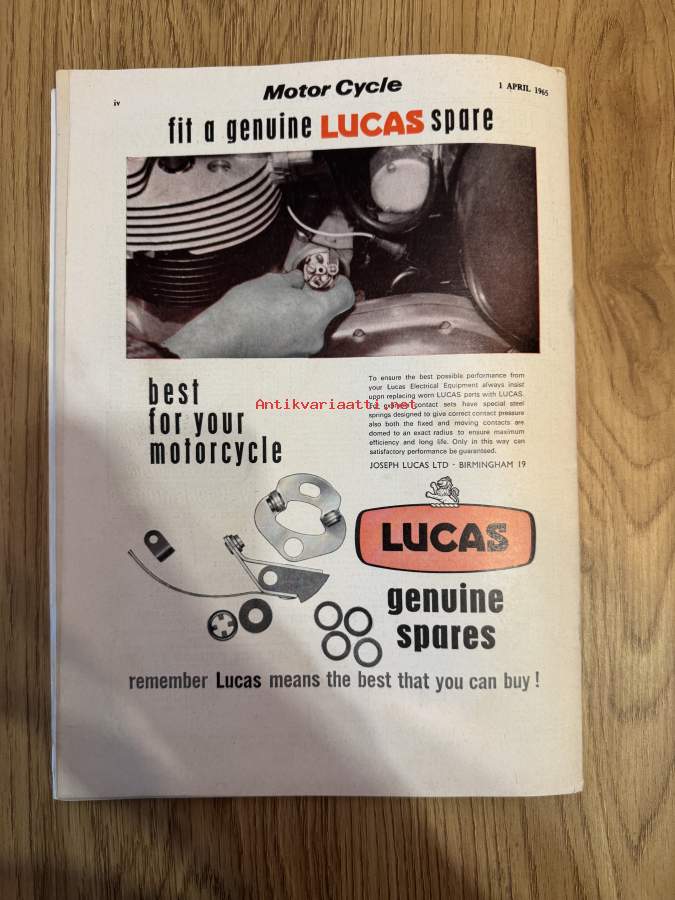 iv
Motor Cycle
1 APRIL 1965
fit a genuine LUCAS spare
best
for your
motorcycle
To ensure the best possible performance from
your Lucas Electrical Equipment always insist
upon replacing worn LUCAS parts with LUCAS.
contact sets have special steel
springs designed to give correct contact pressure
also both the fixed and moving contacts are
domed to an exact radius to ensure maximum
efficiency and long life. Only in this way can
satisfactory performance be guaranteed.
Antikvariaatti.net
JOSEPH LUCAS LTD - BIRMINGHAM 19
LUCAS
genuine
spares
remember Lucas means the best that you can buy!